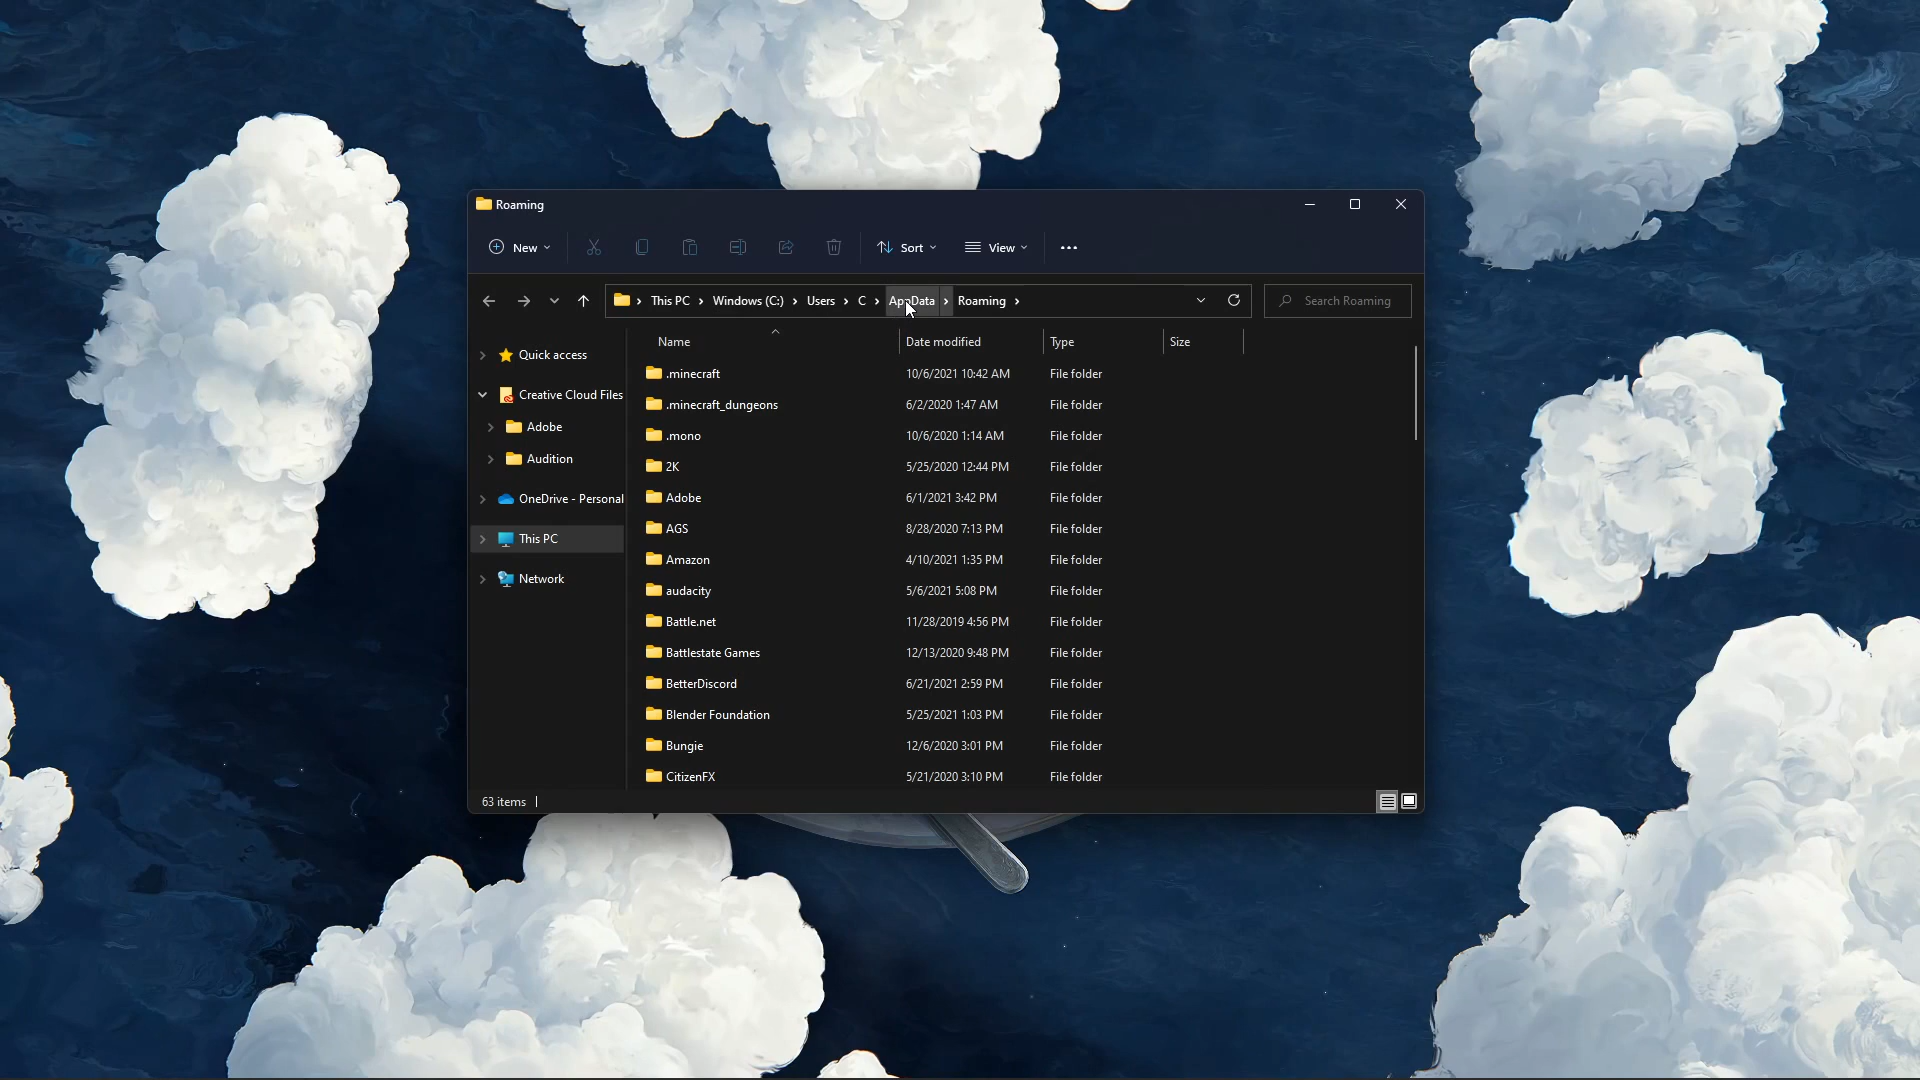 Roaming
New
Sort
View
This PC
Windows (C:)
Users
C
AppData
Roaming
Search Roaming
Name
Date modified
Type
Size
Quick access
Creative Cloud Files
Adobe
Audition
OneDrive - Personal
This PC
Network
.minecraft 10/6/2021 10:42 AM File folder
.minecraft_dungeons 6/2/2020 1:47 AM File folder
.mono 10/6/2020 1:14 AM File folder
2K 5/25/2020 12:44 PM File folder
Adobe 6/1/2021 3:42 PM File folder
AGS 8/28/2020 7:13 PM File folder
Amazon 4/10/2021 1:35 PM File folder
audacity 5/6/2021 5:08 PM File folder
Battle.net 11/28/2019 4:56 PM File folder
Battlestate Games 12/13/2020 9:48 PM File folder
BetterDiscord 6/21/2021 2:59 PM File folder
Blender Foundation 5/25/2021 1:03 PM File folder
Bungie 12/6/2020 3:01 PM File folder
CitizenFX 5/21/2020 3:10 PM File folder
63 items